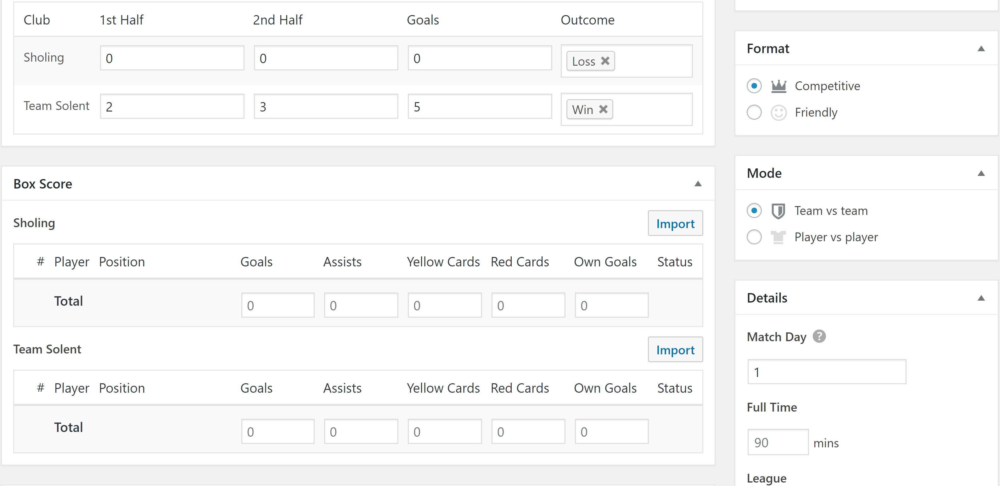 Club 1st Half 2nd Half Goals Outcome
Sholing 0 0 0 Loss
Team Solent 2 3 5 Win
Box Score
Sholing Import
# Player Position Goals Assists Yellow Cards Red Cards Own Goals Status
Total 0 0 0 0 0
Team Solent Import
# Player Position Goals Assists Yellow Cards Red Cards Own Goals Status
Total 0 0 0 0 0
Format
Competitive
Friendly
Mode
Team vs team
Player vs player
Details
Match Day ?
1
Full Time
90 mins
League